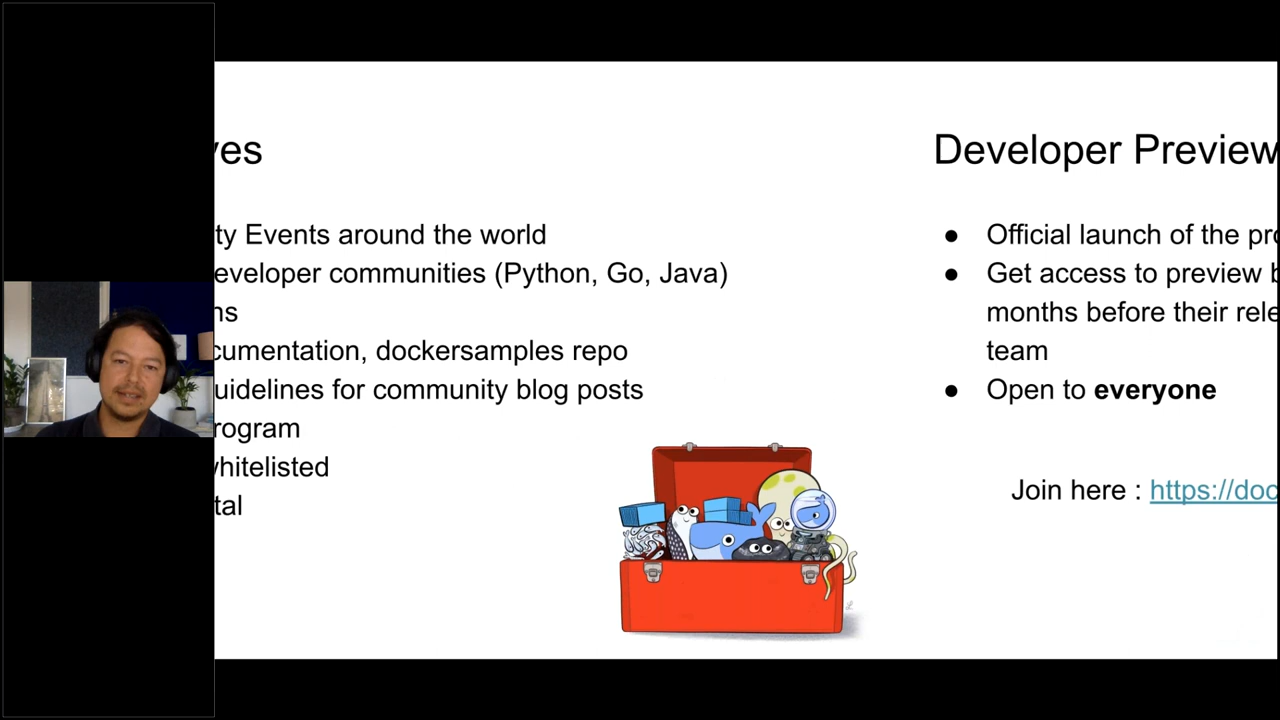 ves
ty Events around the world
eveloper communities (Python, Go, Java)
ns
cumentation, dockersamples repo
uidelines for community blog posts
rogram
whitelisted
tal
Developer Preview
● Official launch of the pro
● Get access to preview b
months before their rele
team
● Open to everyone
Join here : https://doc